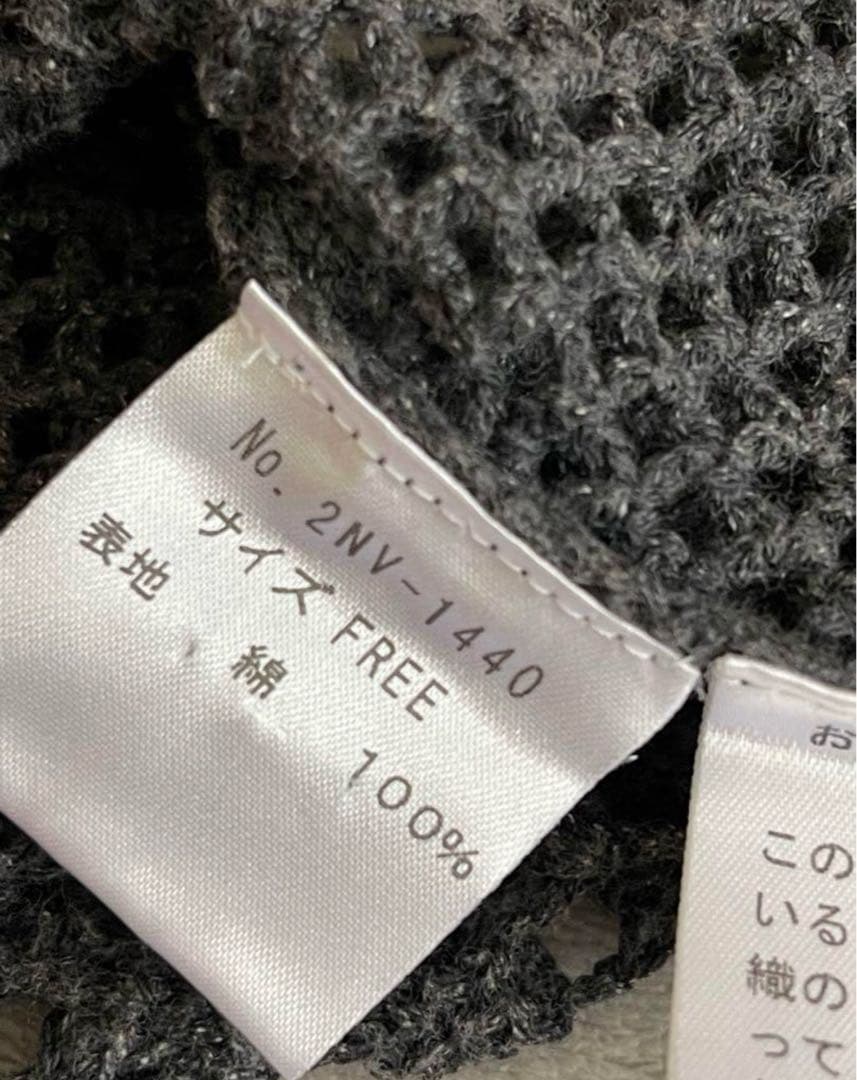 No. 2NV-1440
サイズ FREE
表地 綿 100%
お
この
いる
織の
って